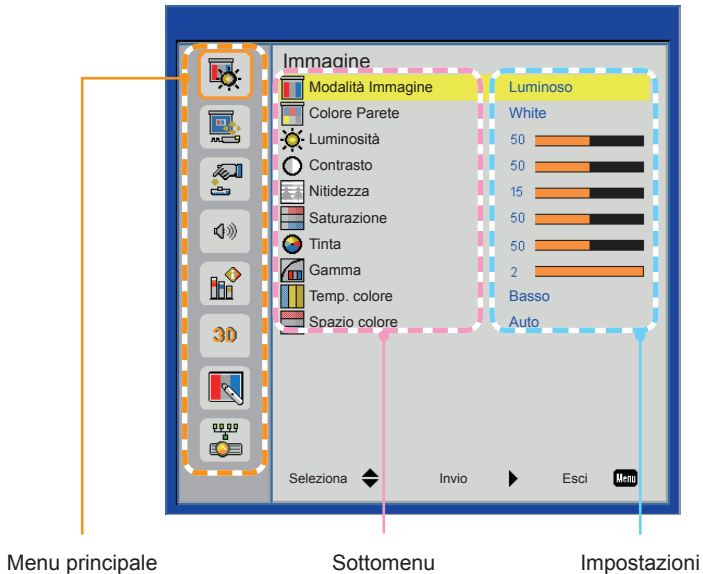 Immagine
Modalità Immagine Luminoso
Colore Parete White
Luminosità 50
Contrasto 50
Nitidezza 15
Saturazione 50
Tinta 50
Gamma 2
Temp. colore Basso
Spazio colore Auto
3D
Seleziona Invio Esci Menu
Menu principale Sottomenu Impostazioni